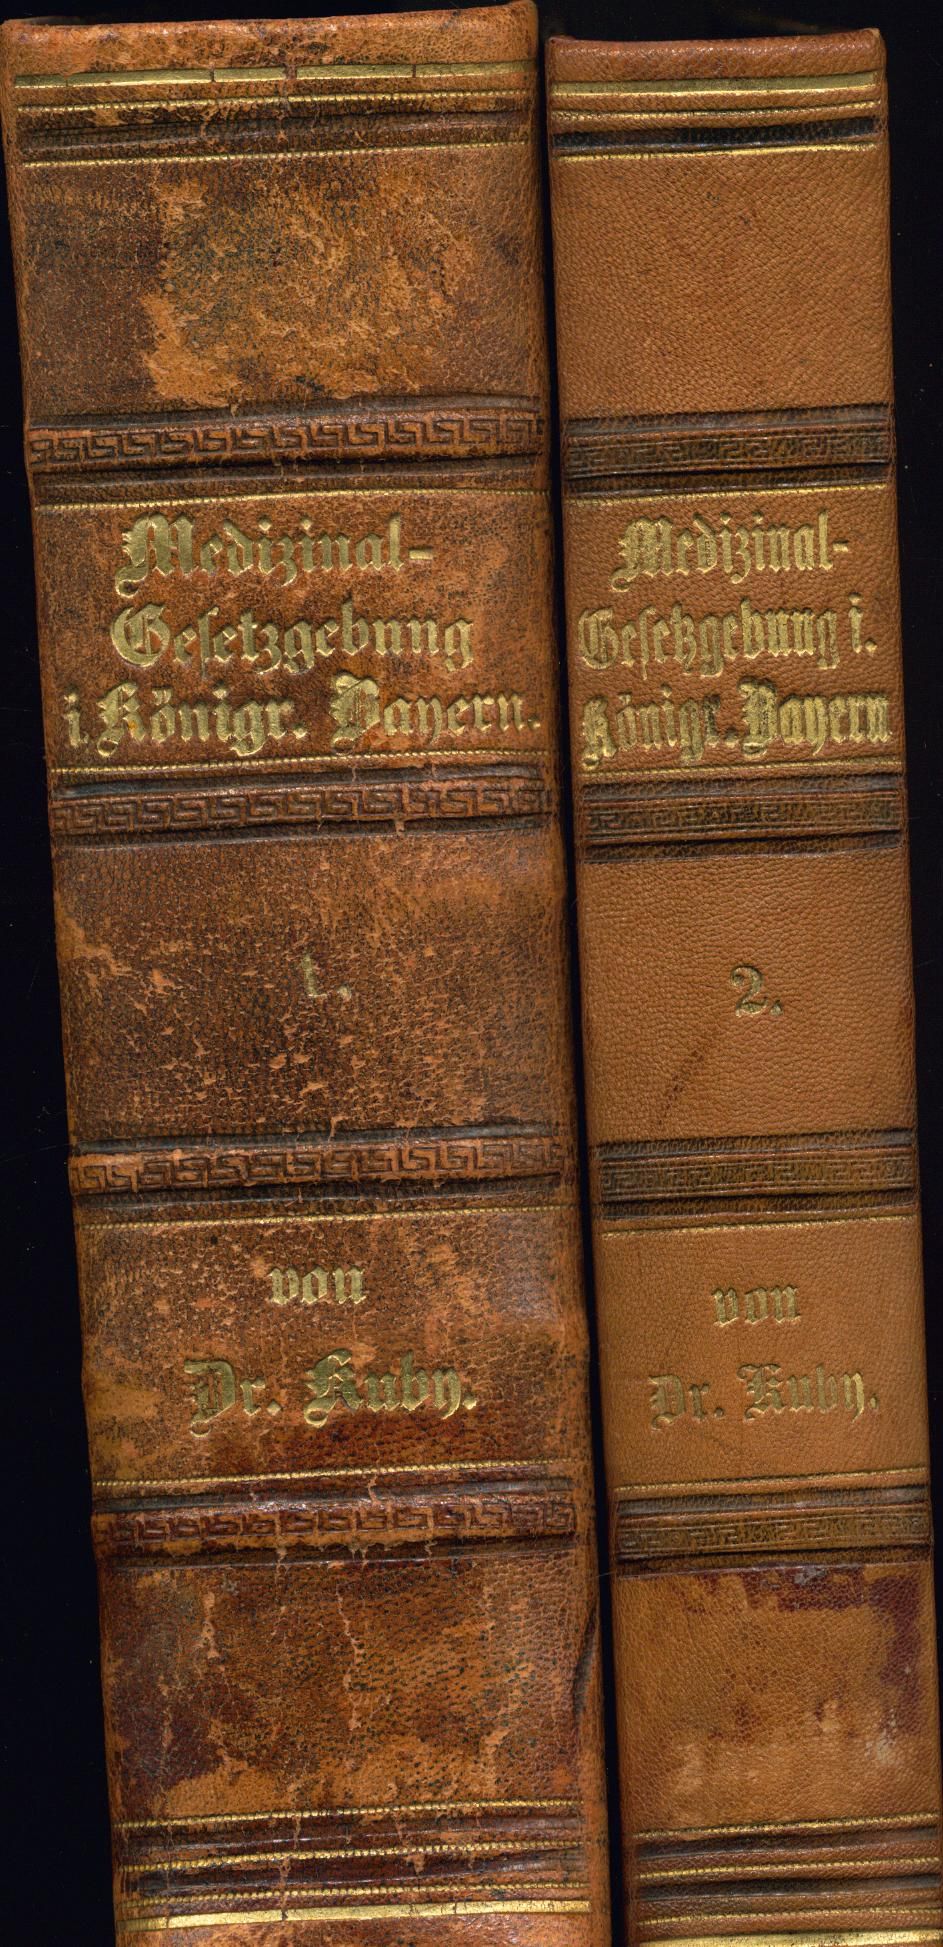 Medizinal-
Gesetzgebung
i. Königr. Bayern.
1.
von
Dr. Kuby.
Medizinal-
Gesetzgebung i.
Königr. Bayern
2.
von
Dr. Kuby.